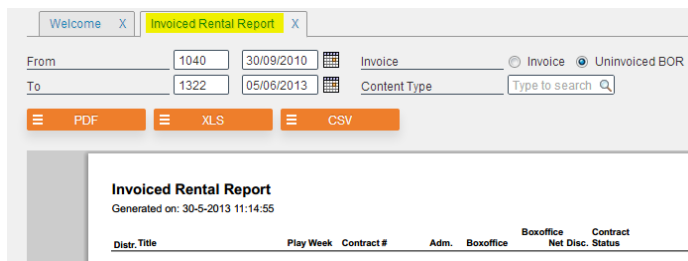 Welcome X Invoiced Rental Report X
From 1040 30/09/2010 Invoice Invoice Uninvoiced BOR
To 1322 05/06/2013 Content Type Type to search
PDF XLS CSV
Invoiced Rental Report
Generated on: 30-5-2013 11:14:55
Boxoffice Contract
Distr. Title Play Week Contract # Adm. Boxoffice Net Disc. Status